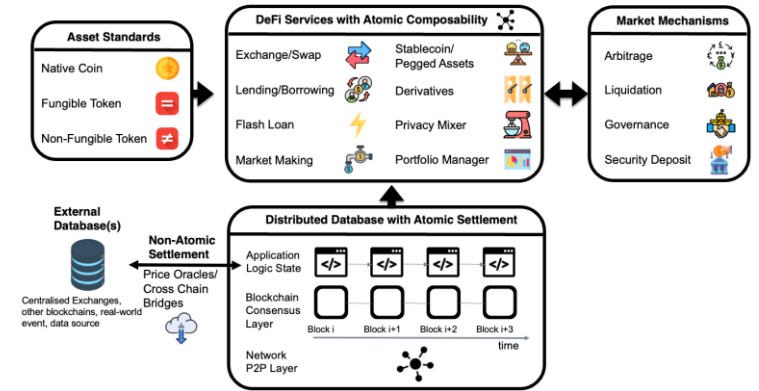 Asset Standards
Native Coin
Fungible Token
=
Non-Fungible Token
≠
DeFi Services with Atomic Composability
Exchange/Swap
Lending/Borrowing
Flash Loan
Market Making
Stablecoin/
Pegged Assets
Derivatives
Privacy Mixer
Portfolio Manager
Market Mechanisms
Arbitrage
Liquidation
Governance
Security Deposit
External
Database(s)
Centralised Exchanges,
other blockchains, real-world
event, data source
Non-Atomic
Settlement
Price Oracles/
Cross Chain
Bridges
Distributed Database with Atomic Settlement
Application
Logic State
</> </> </> </>
Blockchain
Consensus
Layer
Block i Block i+1 Block i+2 Block i+3
time
Network
P2P Layer